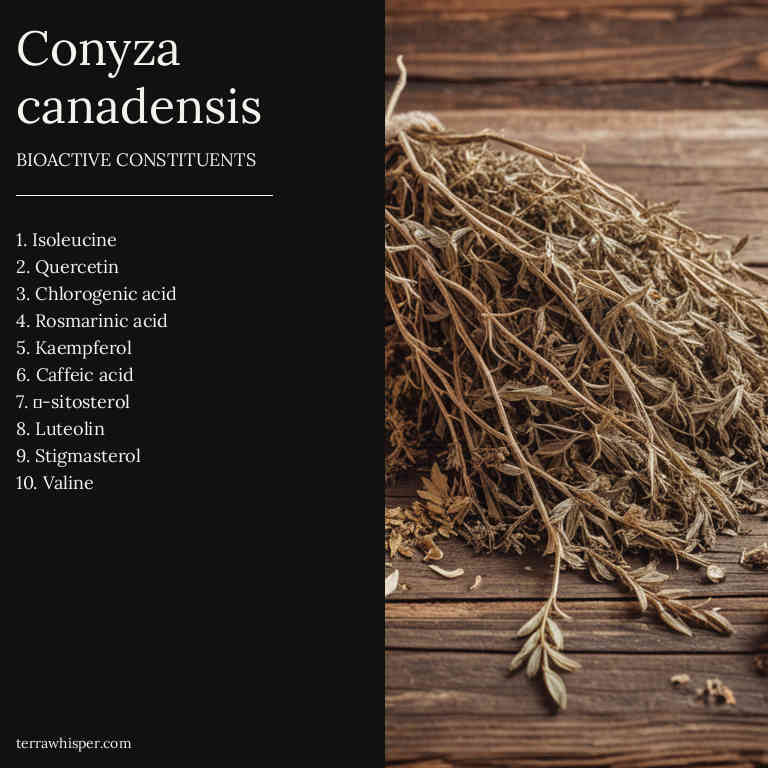 Conyza
canadensis
BIOACTIVE CONSTITUENTS
1. Isoleucine
2. Quercetin
3. Chlorogenic acid
4. Rosmarinic acid
5. Kaempferol
6. Caffeic acid
7. □-sitosterol
8. Luteolin
9. Stigmasterol
10. Valine
terrawhisper.com